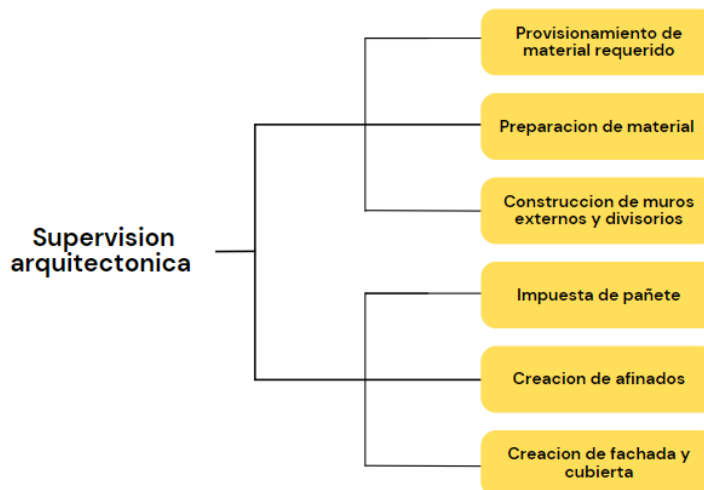 Provisionamiento de
material requerido
Preparacion de material
Construccion de muros
externos y divisorios
Supervision
arquitectonica
Impuesta de pañete
Creacion de afinados
Creacion de fachada y
cubierta